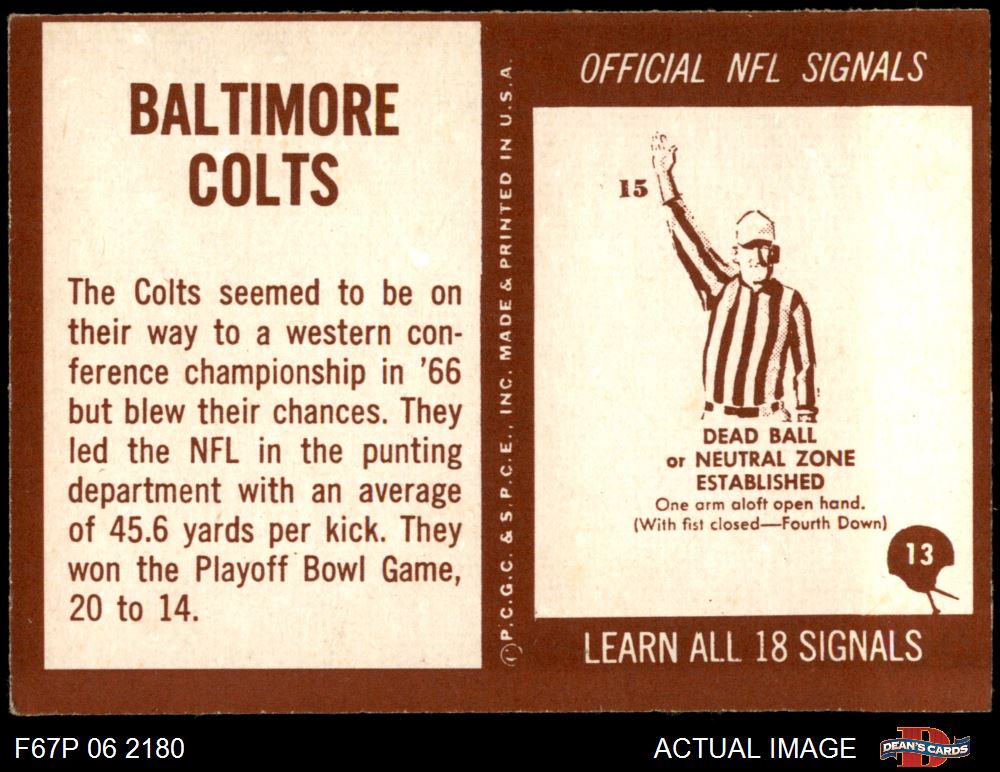 BALTIMORE
COLTS
The Colts seemed to be on
their way to a western con-
ference championship in '66
but blew their chances. They
led the NFL in the punting
department with an average
of 45.6 yards per kick. They
won the Playoff Bowl Game,
20 to 14.
©P.C.G.C. & S.P.C.E., INC. MADE & PRINTED IN U.S.A.
OFFICIAL NFL SIGNALS
15
DEAD BALL
or NEUTRAL ZONE
ESTABLISHED
One arm aloft open hand.
(With fist closed—Fourth Down)
13
LEARN ALL 18 SIGNALS
F67P 06 2180
ACTUAL IMAGE
D
DEAN'S CARDS